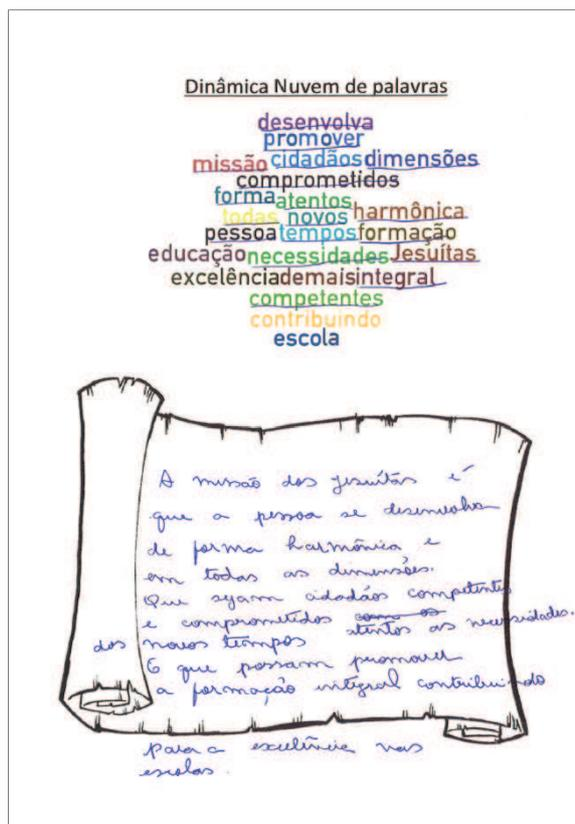 Dinâmica Nuvem de palavras
desenvolva
promover
missão cidadãos dimensões
comprometidos
forma atentos
todas novos harmônica
pessoa tempos formação
educação necessidades Jesuítas
excelência demais integral
competentes
contribuindo
escola
A missão dos jesuítas é
que a pessoa se desenvolva
de forma harmônica e
em todas as dimensões.
Que sejam cidadãos competentes
e comprometidos com os atentos as necessidades.
dos novos tempos
E que possam promover
a formação integral contribuindo
para a excelência nas
escolas.